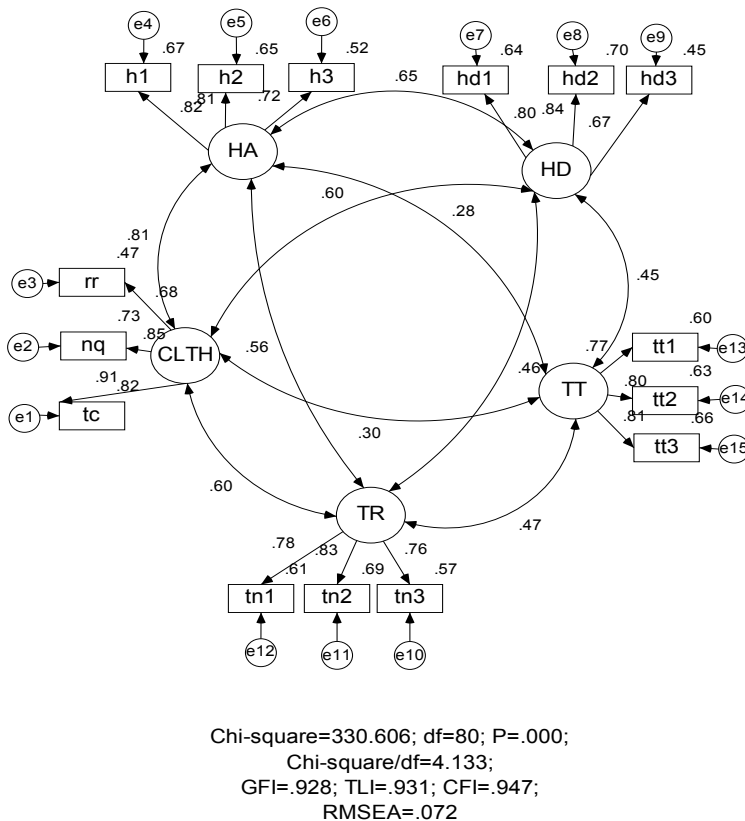 e4
e5
e6
e7
e8
e9
.67
.65
.52
.64
.70
.45
h1
h2
h3
hd1
hd2
hd3
.82
.81
.72
.65
.80
.84
.67
HA
HD
.60
.28
.81
.47
.45
e3
rr
.68
.73
.60
e2
nq
.85
CLTH
.56
.46
.77
tt1
e13
.63
.91
.82
TT
.80
tt2
e14
e1
tc
.30
.81
.66
tt3
e15
.60
TR
.47
.78
.83
.76
.61
.69
.57
tn1
tn2
tn3
e12
e11
e10
Chi-square=330.606; df=80; P=.000;
Chi-square/df=4.133;
GFI=.928; TLI=.931; CFI=.947;
RMSEA=.072